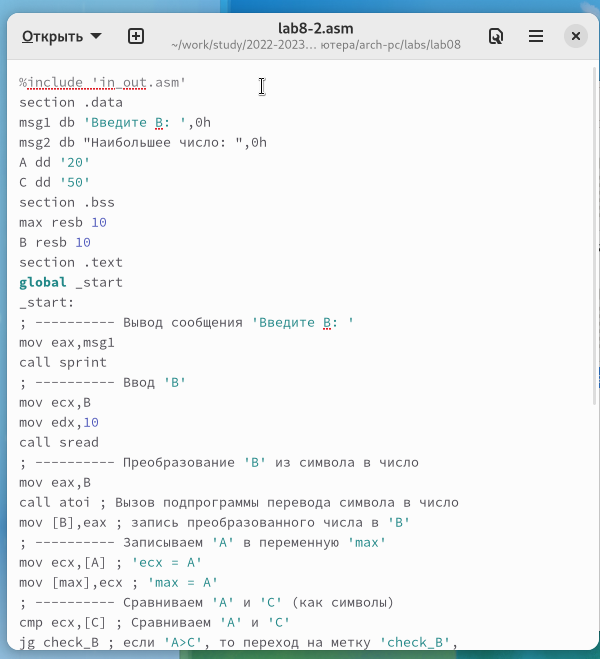 Открыть
lab8-2.asm
~/work/study/2022-2023... ютера/arch-pc/labs/lab08
%include 'in_out.asm'
section .data
msg1 db 'Введите B: ',0h
msg2 db "Наибольшее число: ",0h
A dd '20'
C dd '50'
section .bss
max resb 10
B resb 10
section .text
global _start
_start:
; ---------- Вывод сообщения 'Введите B: '
mov eax,msg1
call sprint
; ---------- Ввод 'B'
mov ecx,B
mov edx,10
call sread
; ---------- Преобразование 'B' из символа в число
mov eax,B
call atoi ; Вызов подпрограммы перевода символа в число
mov [B],eax ; запись преобразованного числа в 'B'
; ---------- Записываем 'A' в переменную 'max'
mov ecx,[A] ; 'ecx = A'
mov [max],ecx ; 'max = A'
; ---------- Сравниваем 'A' и 'С' (как символы)
cmp ecx,[C] ; Сравниваем 'A' и 'С'
jg check_B ; если 'A>C', то переход на метку 'check_B',